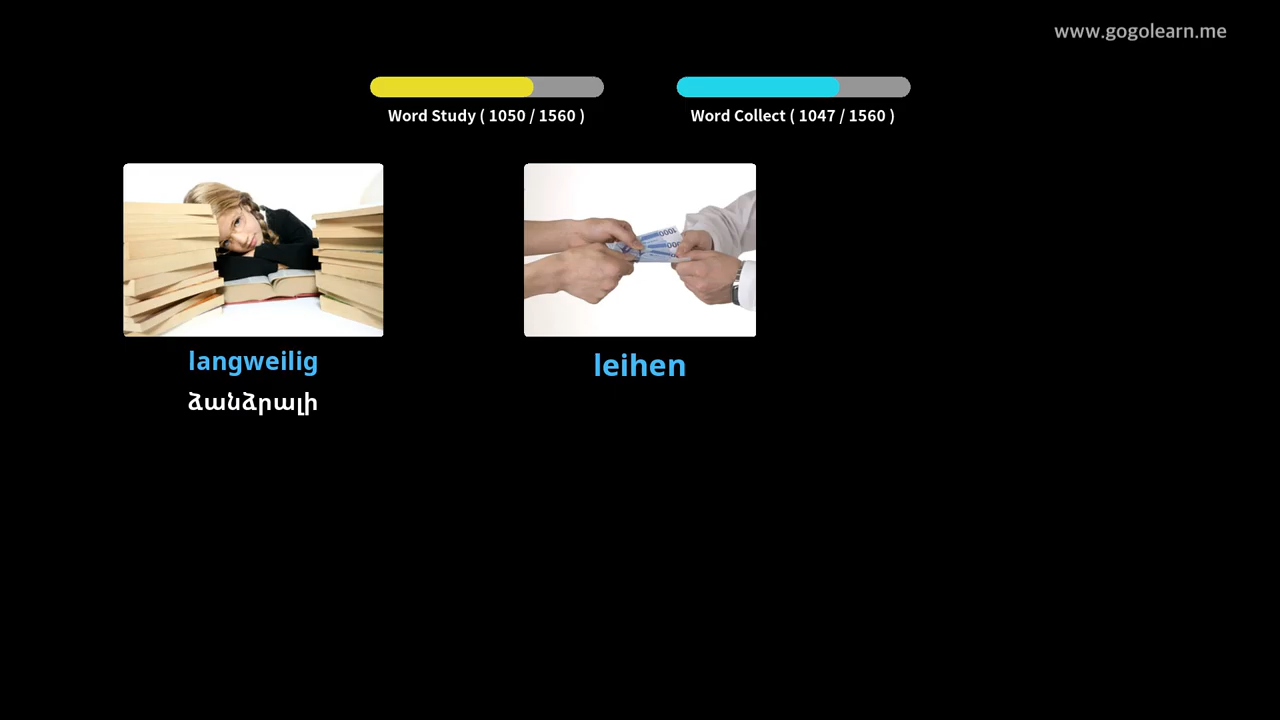 www.gogolearn.me
Word Study ( 1050 / 1560 )
Word Collect ( 1047 / 1560 )
langweilig
ձանձրալի
leihen